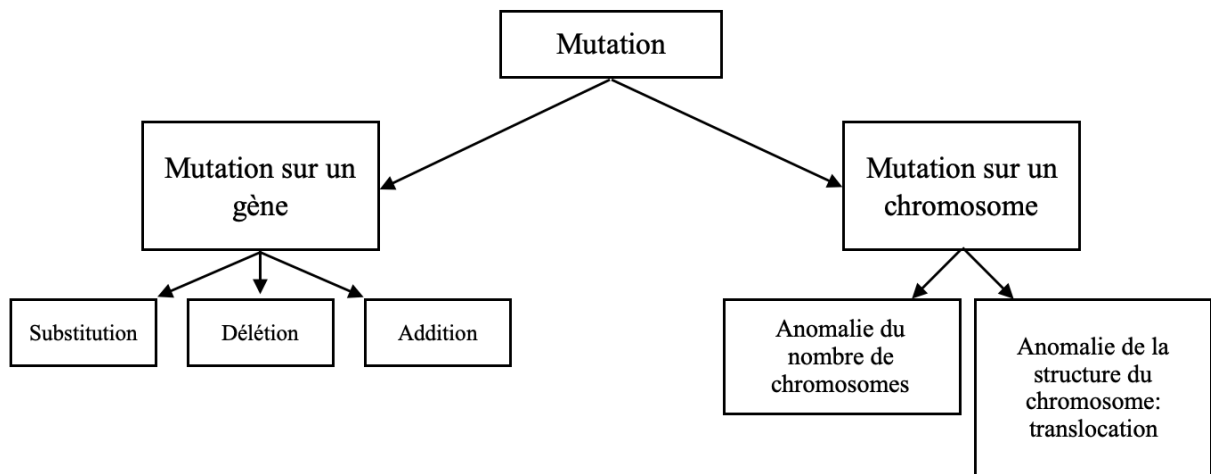 Mutation
Mutation sur un
gène
Mutation sur un
chromosome
Substitution
Délétion
Addition
Anomalie du
nombre de
chromosomes
Anomalie de la
structure du
chromosome:
translocation